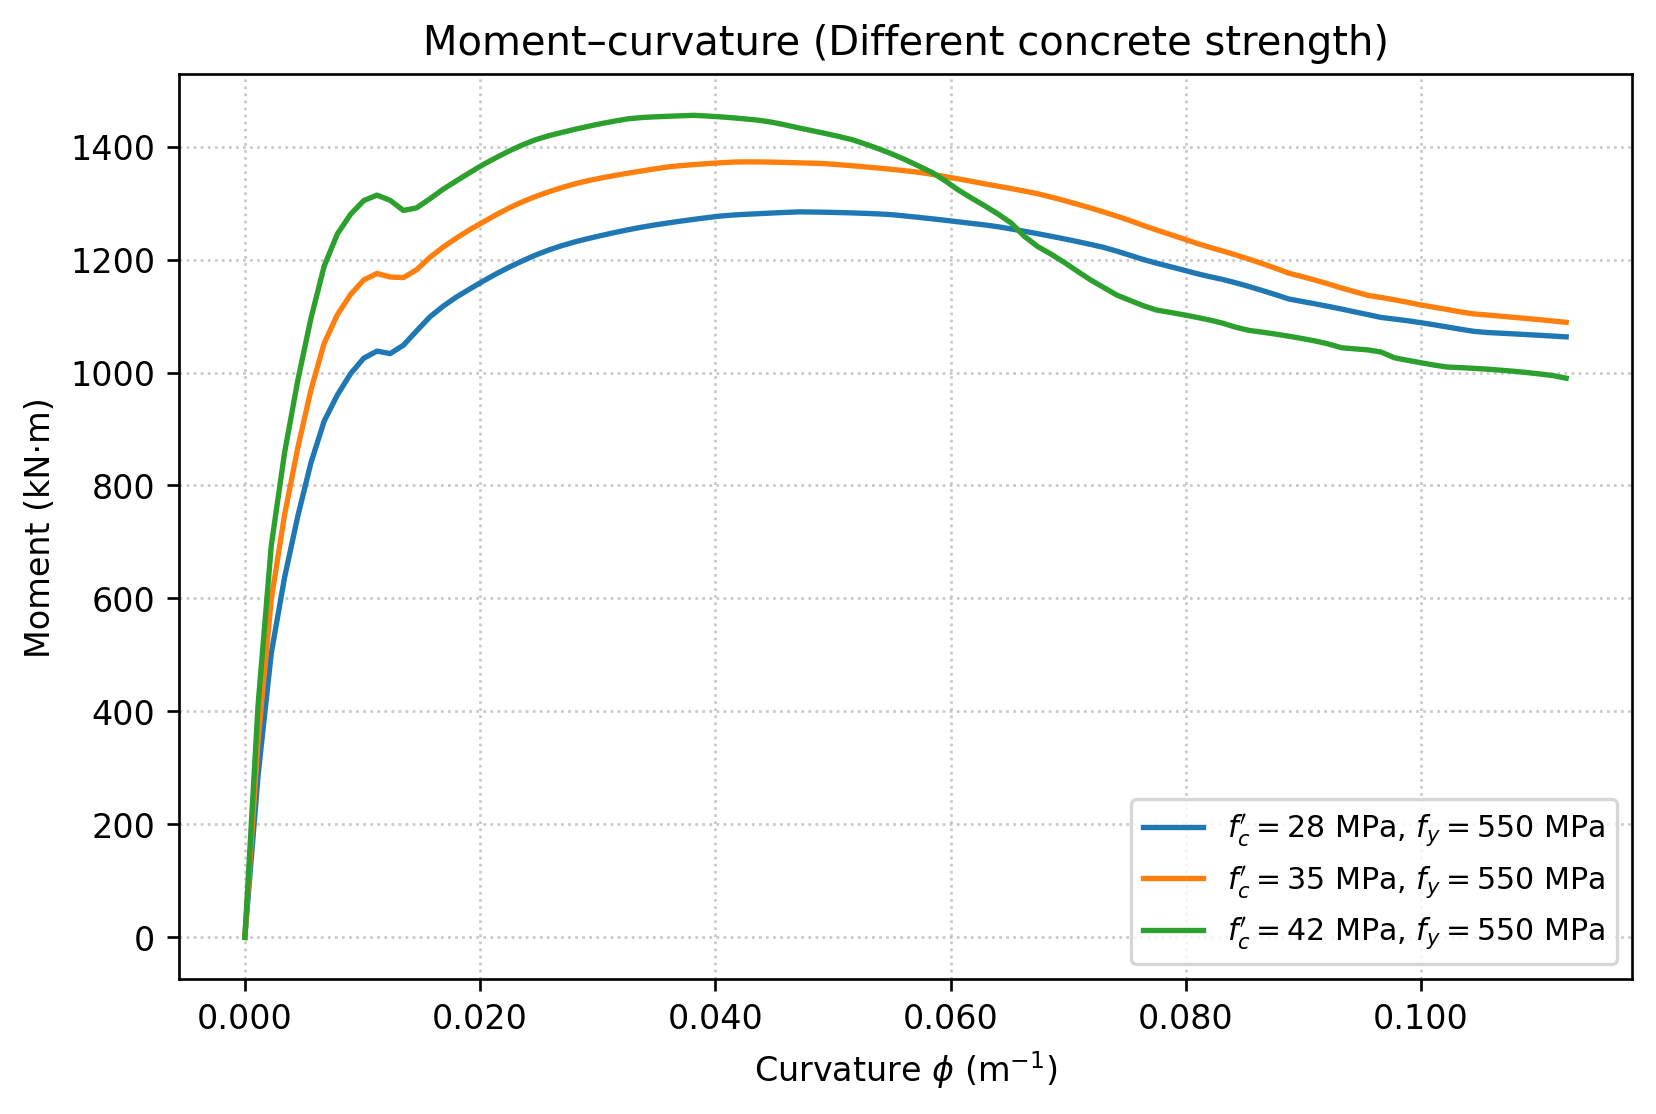 Moment–curvature (Different concrete strength)
Moment (kN·m)
1400
1200
1000
800
600
400
200
0
0.000 0.020 0.040 0.060 0.080 0.100
Curvature ϕ (m⁻¹)
f′c = 28 MPa, fy = 550 MPa
f′c = 35 MPa, fy = 550 MPa
f′c = 42 MPa, fy = 550 MPa